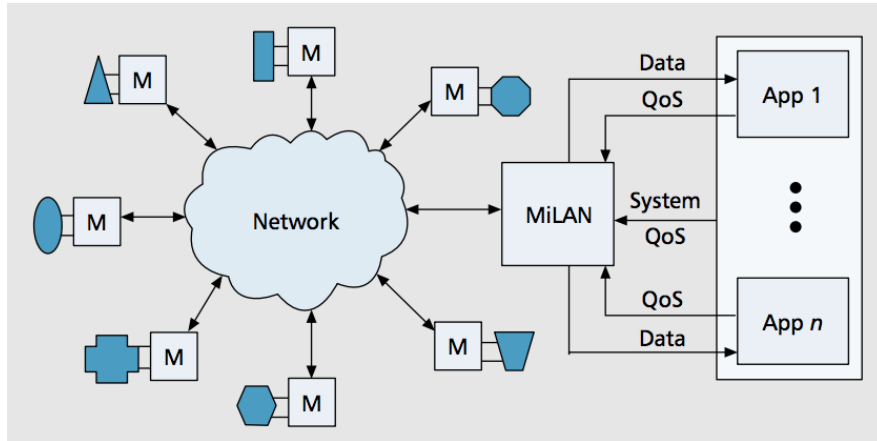 M
M
M
Data
App 1
QoS
M
Network
MiLAN
System
QoS
M
M
M
QoS
App n
Data